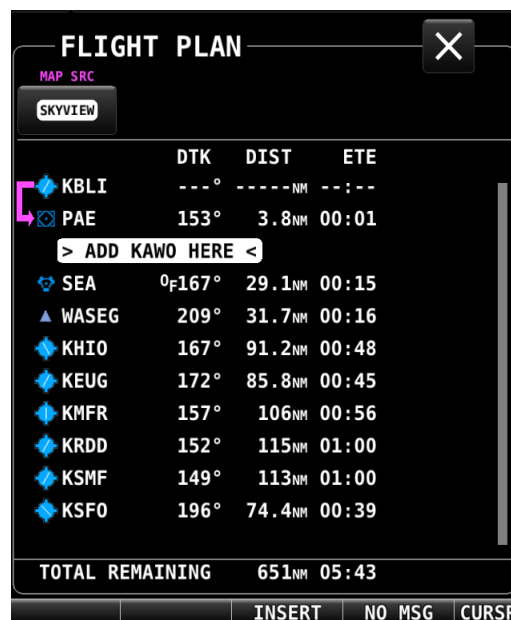 FLIGHT PLAN
MAP SRC
SKYVIEW
DTK DIST ETE
KBLI ---° -----NM --:--
PAE 153° 3.8NM 00:01
> ADD KAWO HERE <
SEA 0F167° 29.1NM 00:15
WASEG 209° 31.7NM 00:16
KHIO 167° 91.2NM 00:48
KEUG 172° 85.8NM 00:45
KMFR 157° 106NM 00:56
KRDD 152° 115NM 01:00
KSMF 149° 113NM 01:00
KSFO 196° 74.4NM 00:39
TOTAL REMAINING 651NM 05:43
INSERT NO MSG CURSR